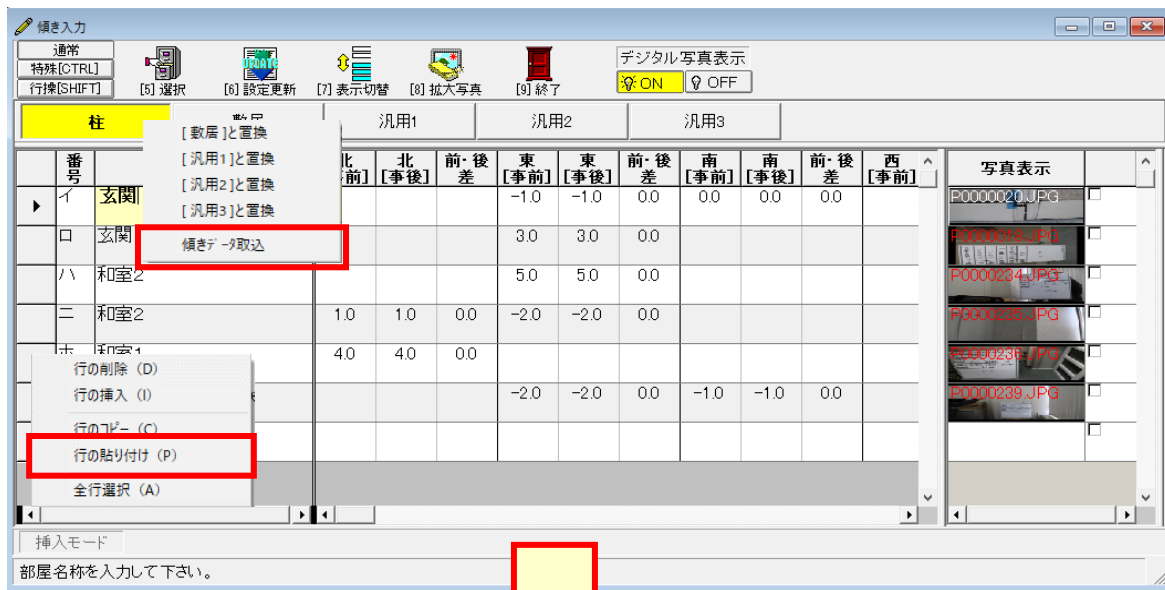 傾き入力
通常
特殊[CTRL]
行操[SHIFT]
[5] 選択
[6] 設定更新
[7] 表示切替
[8] 拡大写真
[9] 終了
デジタル写真表示
ON
OFF
柱
汎用1
汎用2
汎用3
[ 敷居 ]と置換
[ 汎用1 ]と置換
[ 汎用2 ]と置換
[ 汎用3 ]と置換
傾きデータ取込
番号 北[事後] 前・後差 東[事前] 東[事後] 前・後差 南[事前] 南[事後] 前・後差 西[事前] 写真表示
イ 玄関 -1.0 -1.0 0.0 0.0 0.0 0.0 P0000020.JPG
ロ 玄関 3.0 3.0 0.0
ハ 和室2 5.0 5.0 0.0 P0000234.JPG
ニ 和室2 1.0 1.0 0.0 -2.0 -2.0 0.0 P0000235.JPG
ホ 和室1 4.0 4.0 0.0 P0000238.JPG
-2.0 -2.0 0.0 -1.0 -1.0 0.0 P0000239.JPG
行の削除 (D)
行の挿入 (I)
行のコピー (C)
行の貼り付け (P)
全行選択 (A)
挿入モード
部屋名称を入力して下さい。